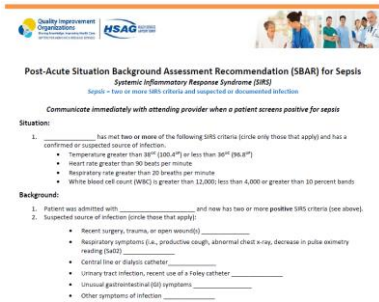 Quality Improvement
Organizations
HSAG
Post-Acute Situation Background Assessment Recommendation (SBAR) for Sepsis
Systemic Inflammatory Response Syndrome (SIRS)
Sepsis = two or more SIRS criteria and suspected or documented infection
Communicate immediately with attending provider when a patient screens positive for sepsis
Situation:
1. ____________ has met two or more of the following SIRS criteria (circle only those that apply) and has a
confirmed or suspected source of infection.
• Temperature greater than 38 (100.4) or less than 36 (96.8)
• Heart rate greater than 90 beats per minute
• Respiratory rate greater than 20 breaths per minute
• White blood cell count (WBC) is greater than 12,000; less than 4,000 or greater than 10 percent bands
Background:
1. Patient was admitted with ____________ and now has two or more positive SIRS criteria (see above).
2. Suspected source of infection (circle those that apply):
• Recent surgery, trauma, or open wound(s) ____________
• Respiratory symptoms (i.e., productive cough, abnormal chest x-ray, decrease in pulse oximetry
reading (SaO2) ____________
• Central line or dialysis catheter____________
• Urinary tract infection, recent use of a Foley catheter ____________
• Unusual gastrointestinal (GI) symptoms ____________
• Other symptoms of infection ____________